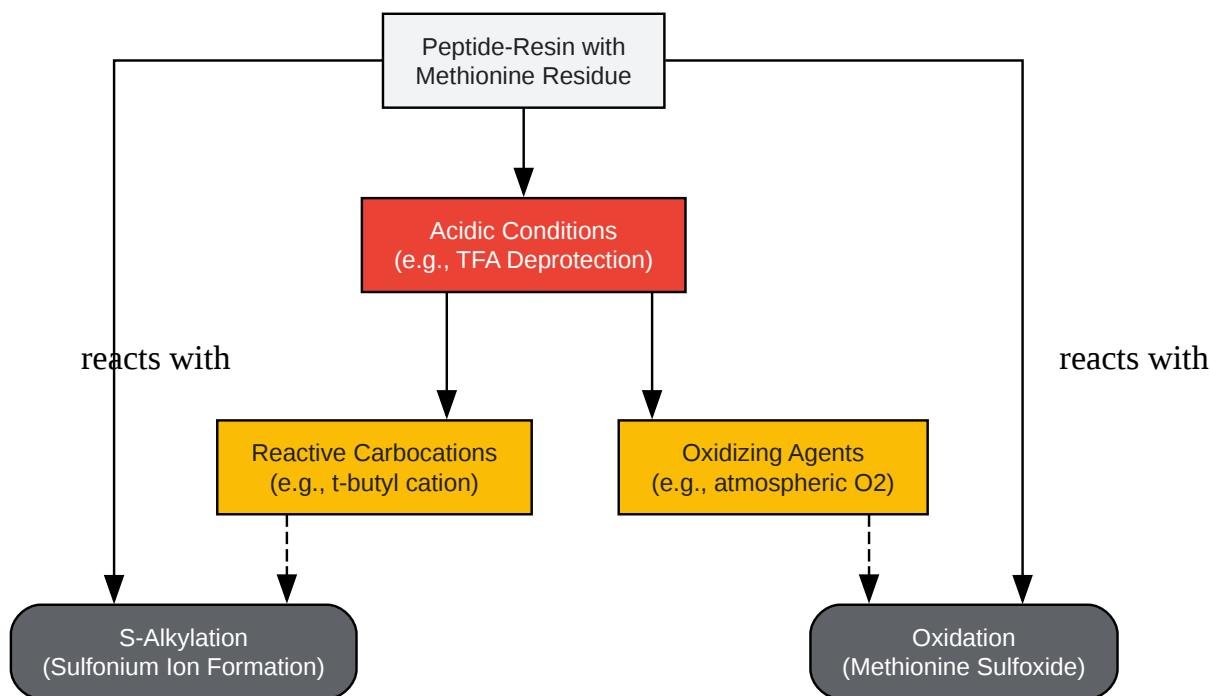 Peptide-Resin with
Methionine Residue
Acidic Conditions
(e.g., TFA Deprotection)
reacts with
reacts with
Reactive Carbocations
(e.g., t-butyl cation)
Oxidizing Agents
(e.g., atmospheric O2)
S-Alkylation
(Sulfonium Ion Formation)
Oxidation
(Methionine Sulfoxide)